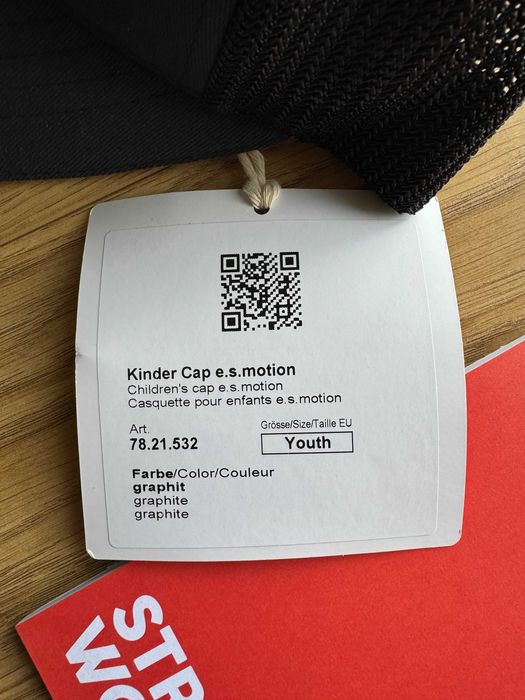 Kinder Cap e.s.motion
Children's cap e.s.motion
Casquette pour enfants e.s.motion
Art.
78.21.532
Grösse/Size/Taille EU
Youth
Farbe/Color/Couleur
graphit
graphite
graphite